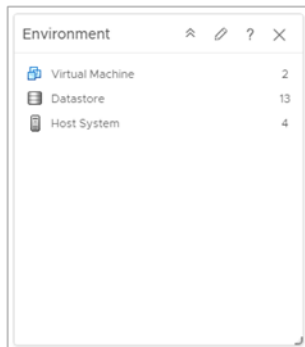 Environment ?
Virtual Machine 2
Datastore 13
Host System 4